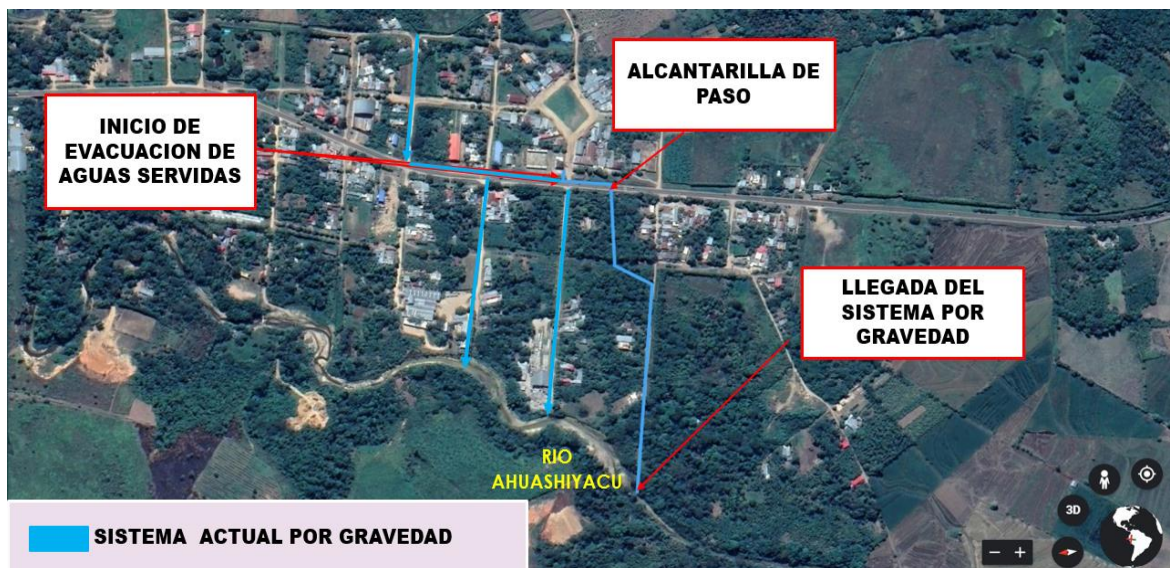 ALCANTARILLA DE
PASO
INICIO DE
EVACUACION DE
AGUAS SERVIDAS
LLEGADA DEL
SISTEMA POR
GRAVEDAD
RIO
AHUASHIYACU
SISTEMA ACTUAL POR GRAVEDAD
3D
− +